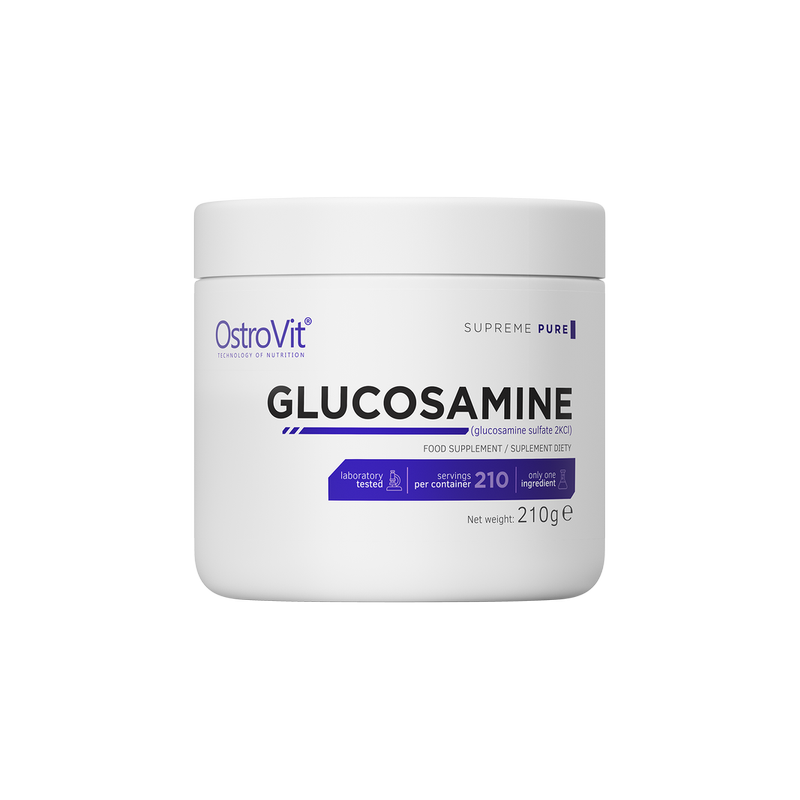 OstroVit®
TECHNOLOGY OF NUTRITION
SUPREME PURE
GLUCOSAMINE
(glucosamine sulfate 2KCl)
FOOD SUPPLEMENT / SUPLEMENT DIETY
laboratory tested
servings per container 210
only one ingredient
Net weight: 210g ℮